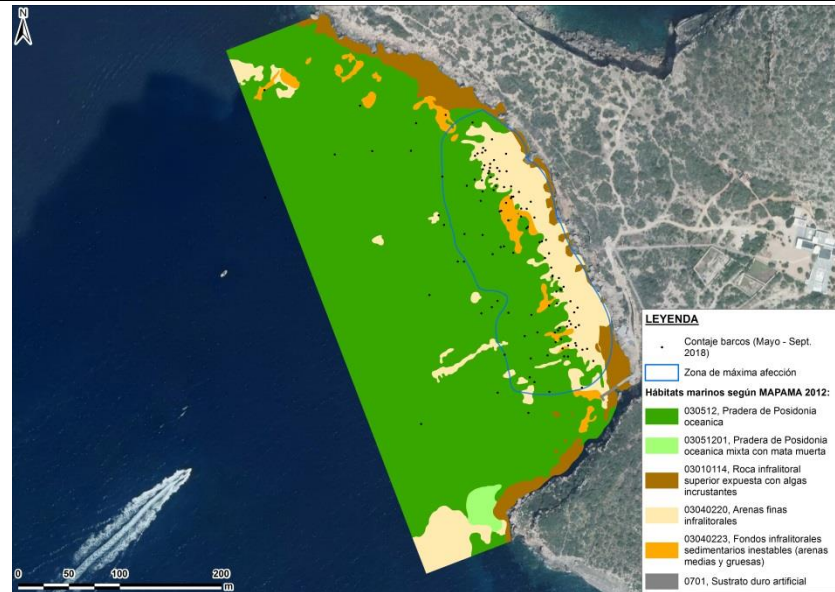 N
LEYENDA
Contaje barcos (Mayo - Sept.
2018)
Zona de máxima afección
Hábitats marinos según MAPAMA 2012:
030512, Pradera de Posidonia
oceanica
03051201, Pradera de Posidonia
oceanica mixta con mata muerta
03010114, Roca infralitoral
superior expuesta con algas
incrustantes
03040220, Arenas finas
infralitorales
03040223, Fondos infralitorales
sedimentarios inestables (arenas
medias y gruesas)
0701, Sustrato duro artificial
0 50 100 200
m